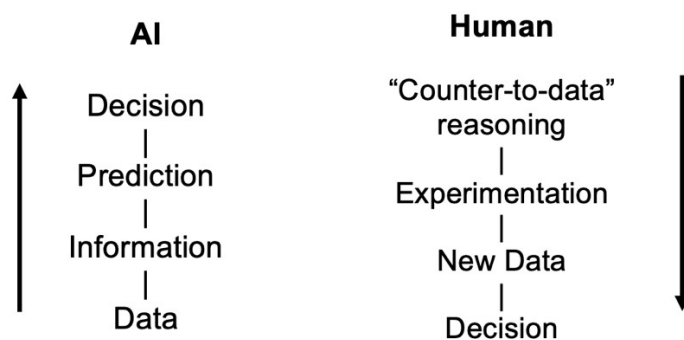 AI
Decision
Prediction
Information
Data
Human
“Counter-to-data”
reasoning
Experimentation
New Data
Decision